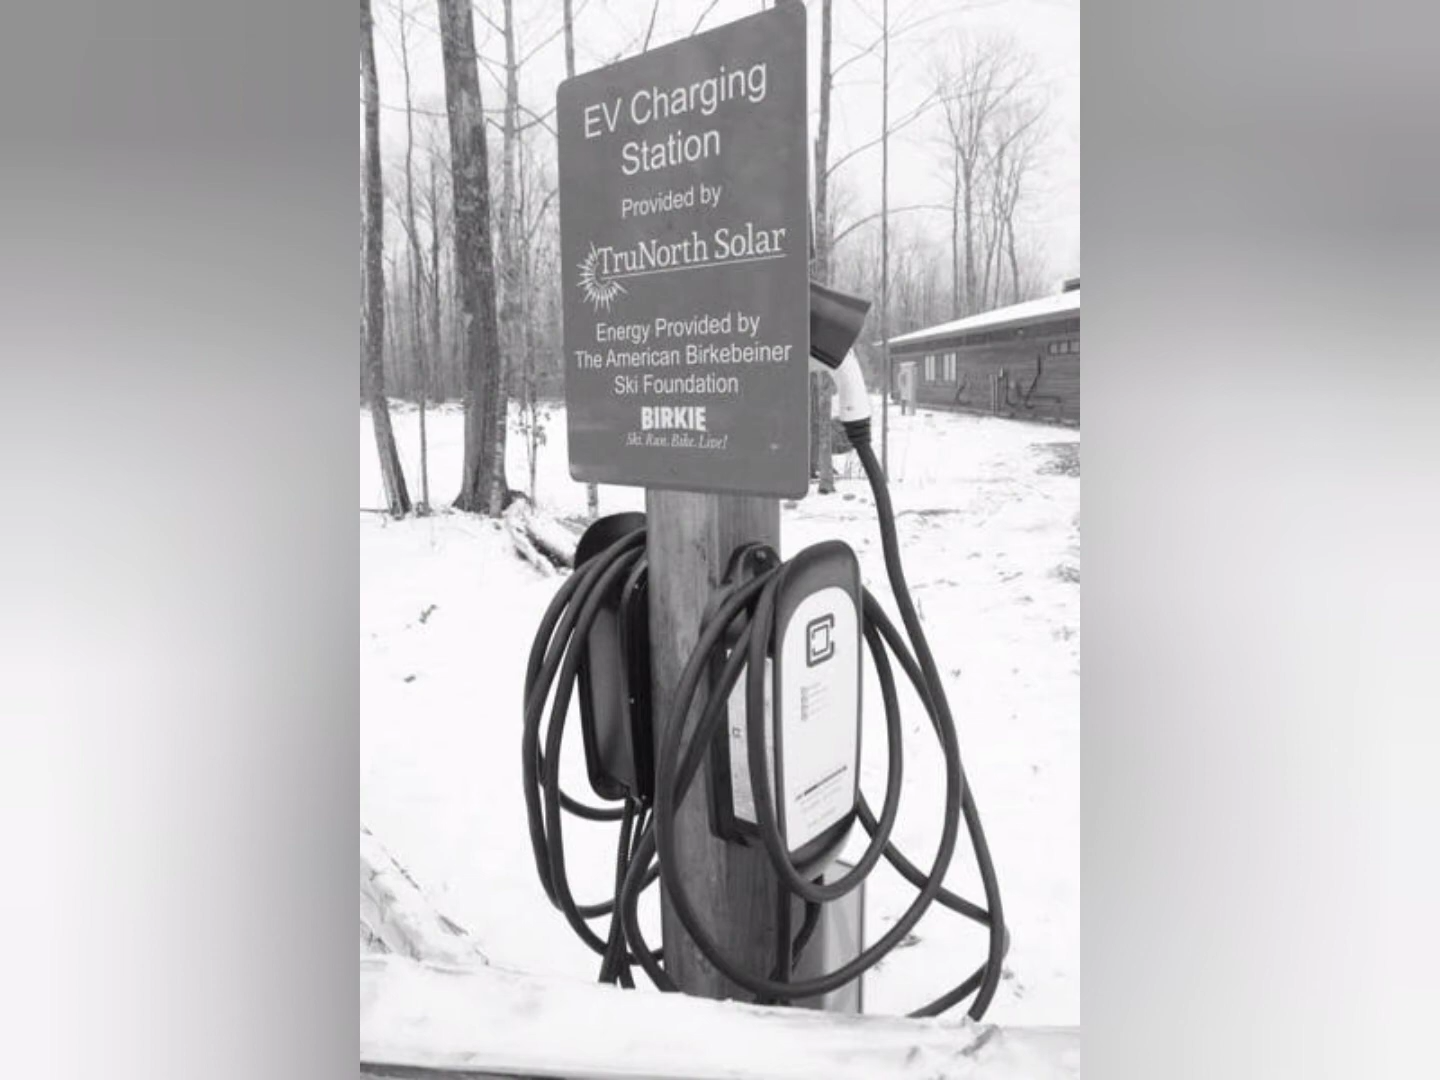 EV Charging
Station
Provided by
TruNorth Solar
Energy Provided by
The American Birkebeiner
Ski Foundation
BIRKIE
Ski. Run. Bike. Live!